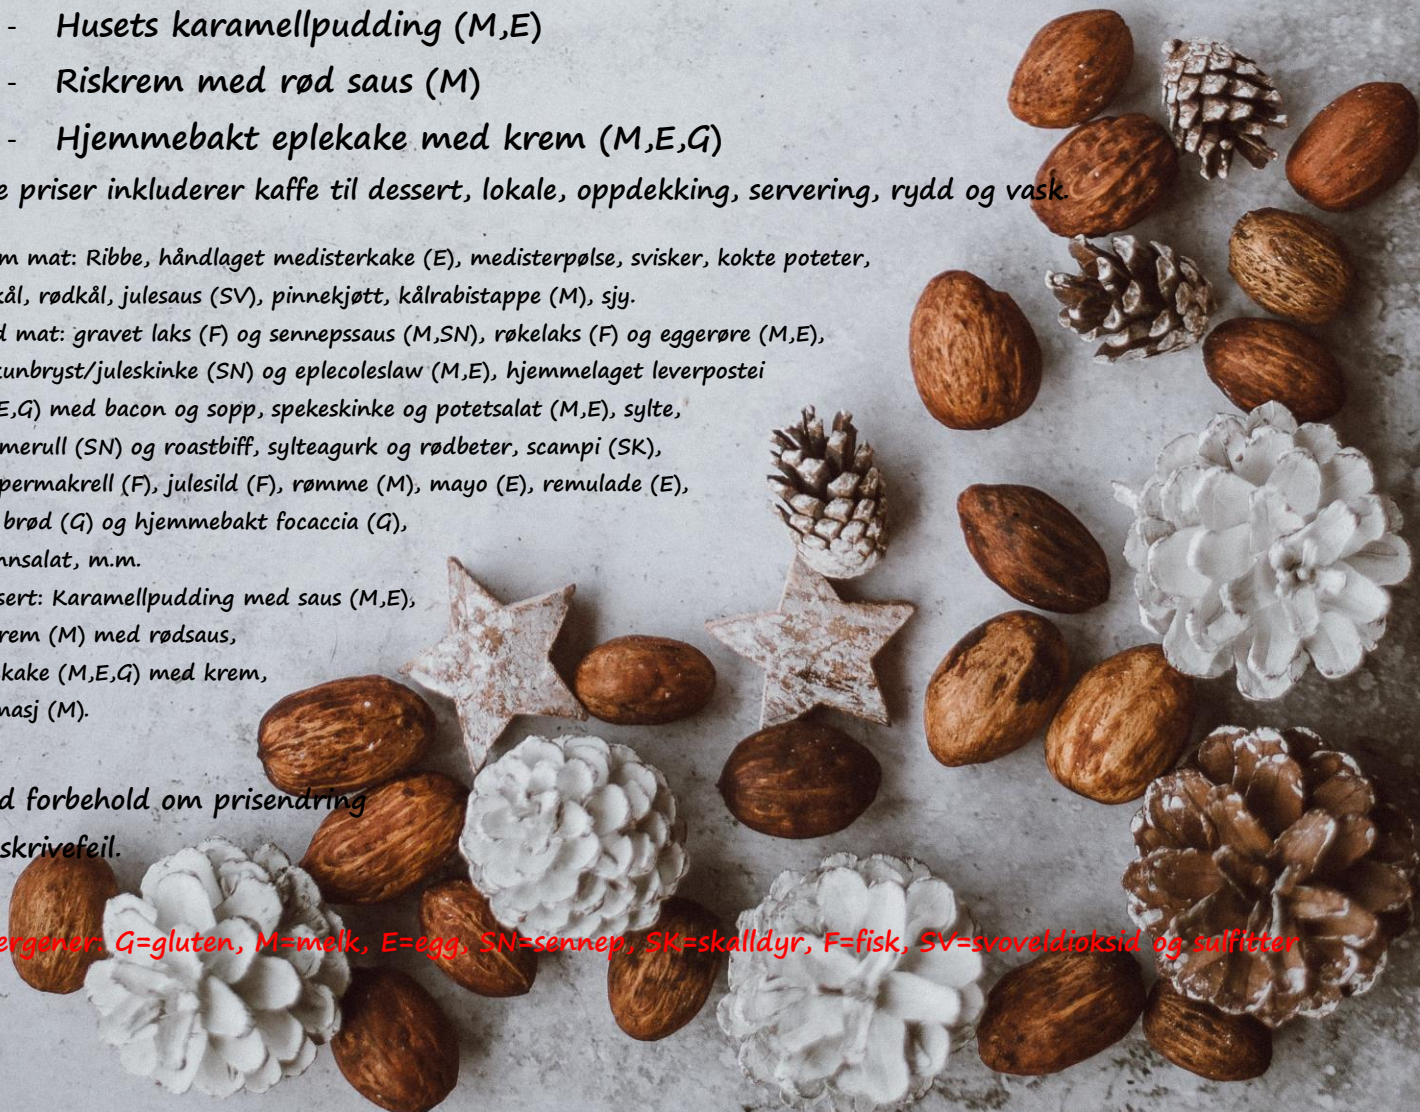 - Husets karamellpudding (M,E)
- Riskrem med rød saus (M)
- Hjemmebakt eplekake med krem (M,E,G)
e priser inkluderer kaffe til dessert, lokale, oppdekking, servering, rydd og vask.
m mat: Ribbe, håndlaget medisterkake (E), medisterpølse, svisker, kokte poteter,
kål, rødkål, julesaus (SV), pinnekjøtt, kålrabistappe (M), sjy.
d mat: gravet laks (F) og sennepssaus (M,SN), røkelaks (F) og eggerøre (M,E),
kunbryst/juleskinke (SN) og eplecoleslaw (M,E), hjemmelaget leverpostei
E,G) med bacon og sopp, spekeskinke og potetsalat (M,E), sylte,
merull (SN) og roastbiff, sylteagurk og rødbeter, scampi (SK),
permakrell (F), julesild (F), rømme (M), mayo (E), remulade (E),
brød (G) og hjemmebakt focaccia (G),
nnsalat, m.m.
sert: Karamellpudding med saus (M,E),
rem (M) med rødsaus,
kake (M,E,G) med krem,
masj (M).
d forbehold om prisendring
skrivefeil.
ergener: G=gluten, M=melk, E=egg, SN=sennep, SK=skalldyr, F=fisk, SV=svoveldioksid og sulfitter